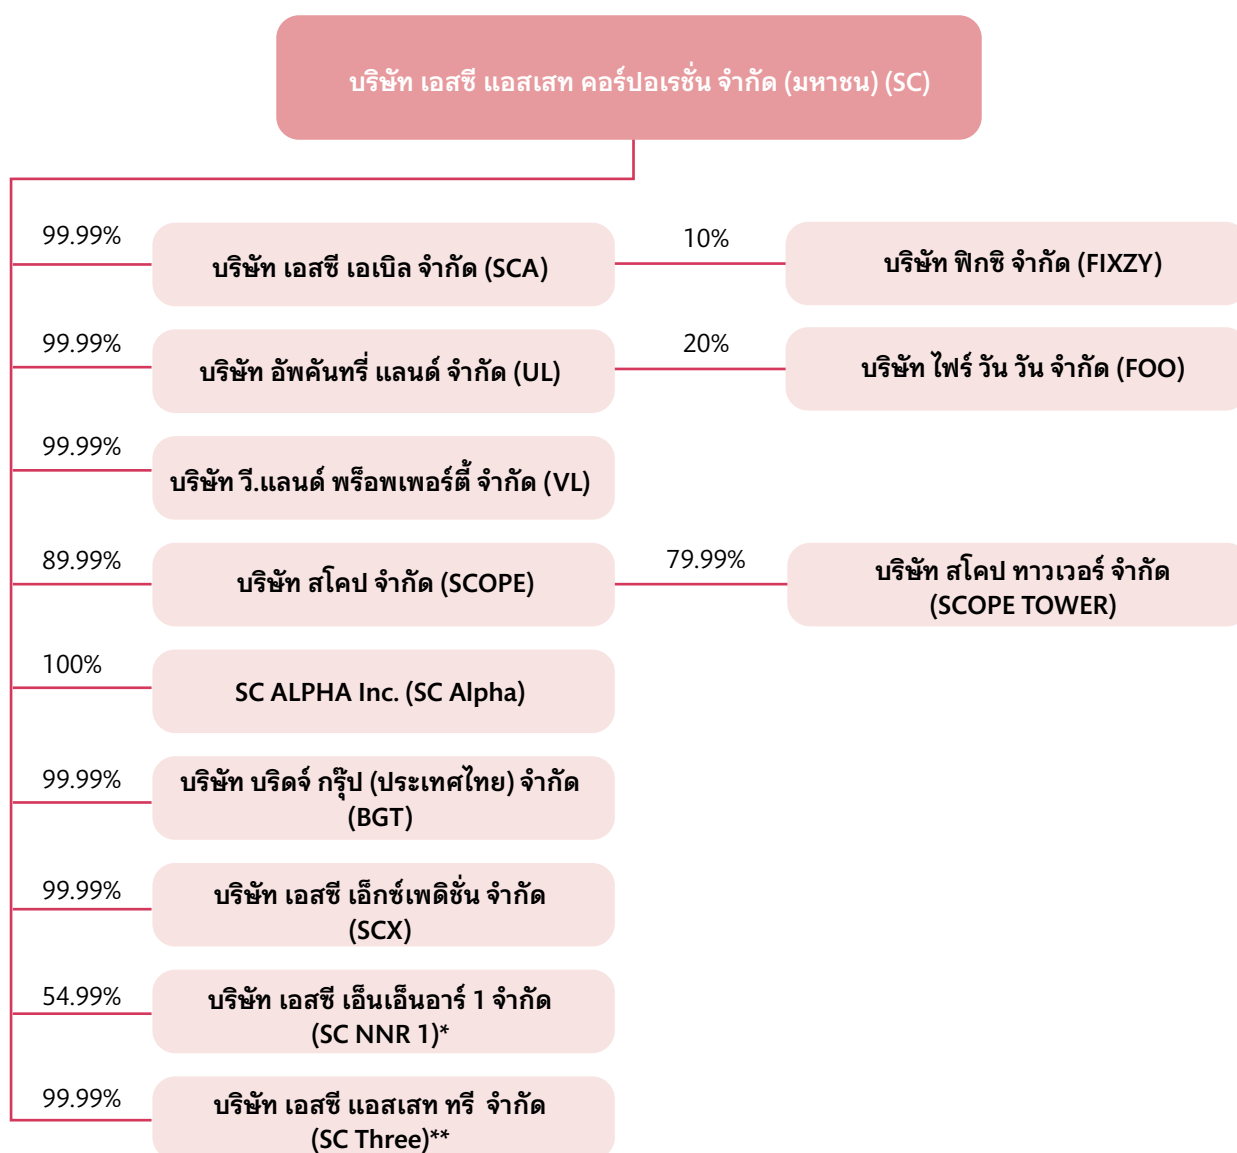 บริษัท เอสซี แอสเสท คอร์ปอเรชั่น จำกัด (มหาชน) (SC)
99.99%
บริษัท เอสซี เอเบิล จำกัด (SCA)
10%
บริษัท ฟิกซิ จำกัด (FIXZY)
99.99%
บริษัท อัพคันทรี่ แลนด์ จำกัด (UL)
20%
บริษัท ไฟร์ วัน วัน จำกัด (FOO)
99.99%
บริษัท วี.แลนด์ พร็อพเพอร์ตี้ จำกัด (VL)
89.99%
บริษัท สโคป จำกัด (SCOPE)
79.99%
บริษัท สโคป ทาวเวอร์ จำกัด
(SCOPE TOWER)
100%
SC ALPHA Inc. (SC Alpha)
99.99%
บริษัท บริดจ์ กรุ๊ป (ประเทศไทย) จำกัด
(BGT)
99.99%
บริษัท เอสซี เอ็กซ์เพดิชั่น จำกัด
(SCX)
54.99%
บริษัท เอสซี เอ็นเอ็นอาร์ 1 จำกัด
(SC NNR 1)*
99.99%
บริษัท เอสซี แอสเสท ทรี จำกัด
(SC Three)**